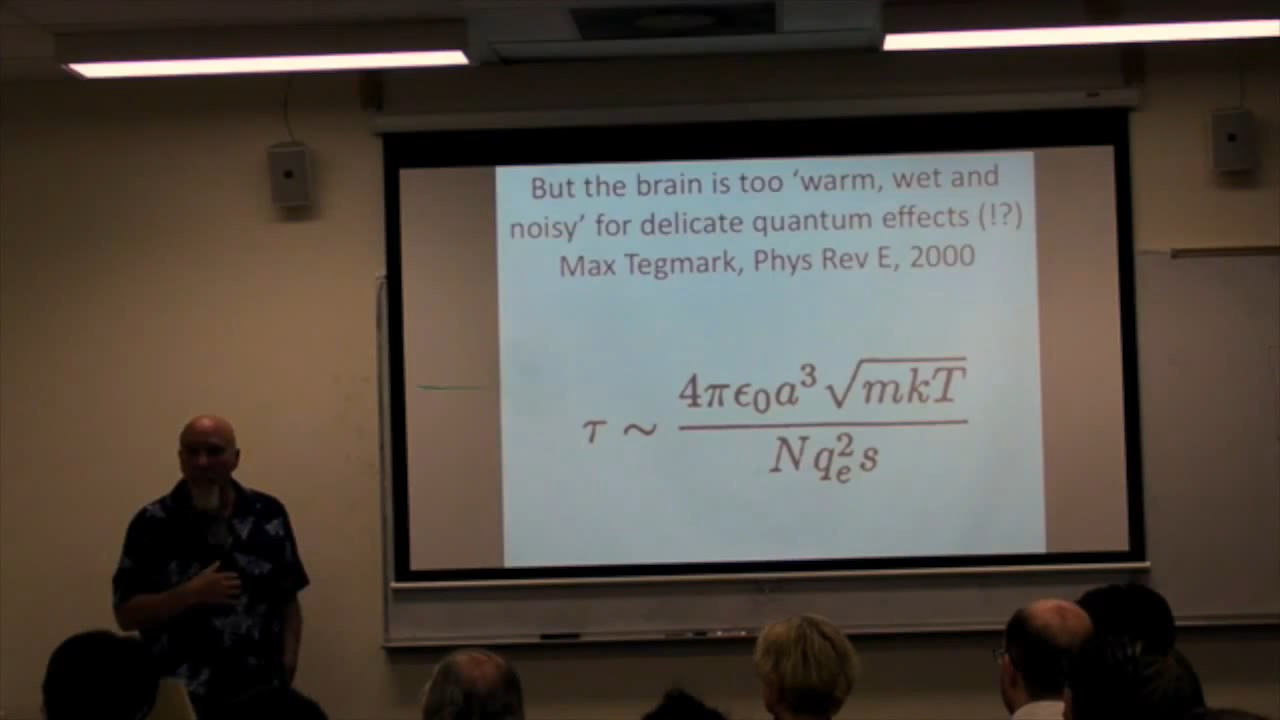 But the brain is too ‘warm, wet and
noisy’ for delicate quantum effects (!?)
Max Tegmark, Phys Rev E, 2000
τ ~ 4πϵ₀a³√mkT / Nqₑ²s